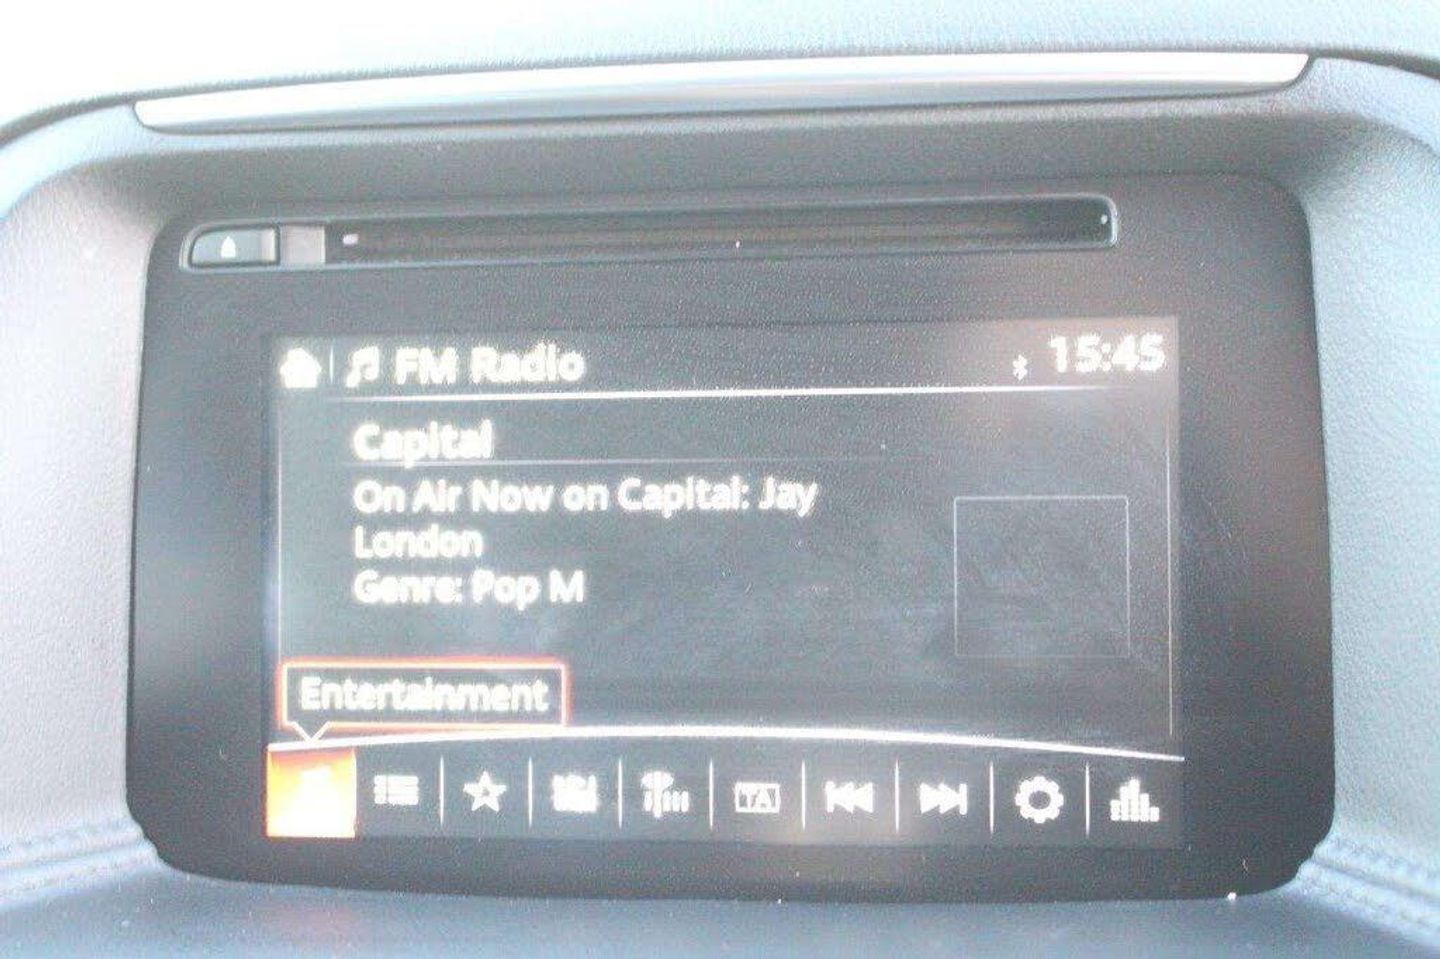 FM Radio
15:45
Capital
On Air Now on Capital: Jay
London
Genre: Pop M
Entertainment
TA